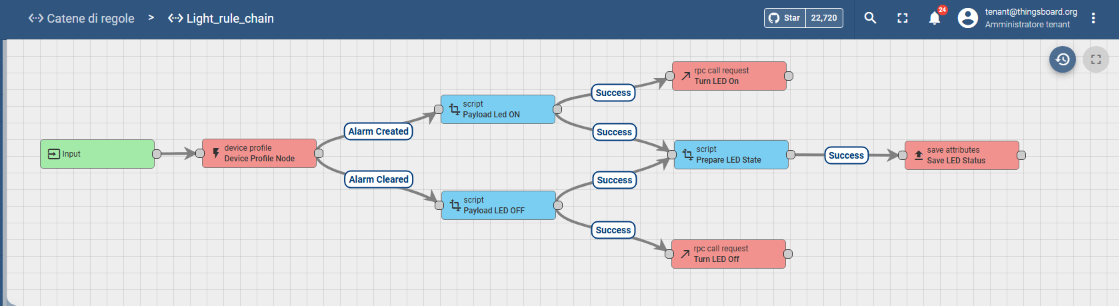 Catene di regole > Light_rule_chain
Star 22,720
24
tenant@thingsboard.org
Amministratore tenant
Input
device profile
Device Profile Node
Alarm Created
Alarm Cleared
script
Payload Led ON
script
Payload LED OFF
Success
Success
Success
Success
rpc call request
Turn LED On
script
Prepare LED State
rpc call request
Turn LED Off
Success
save attributes
Save LED Status